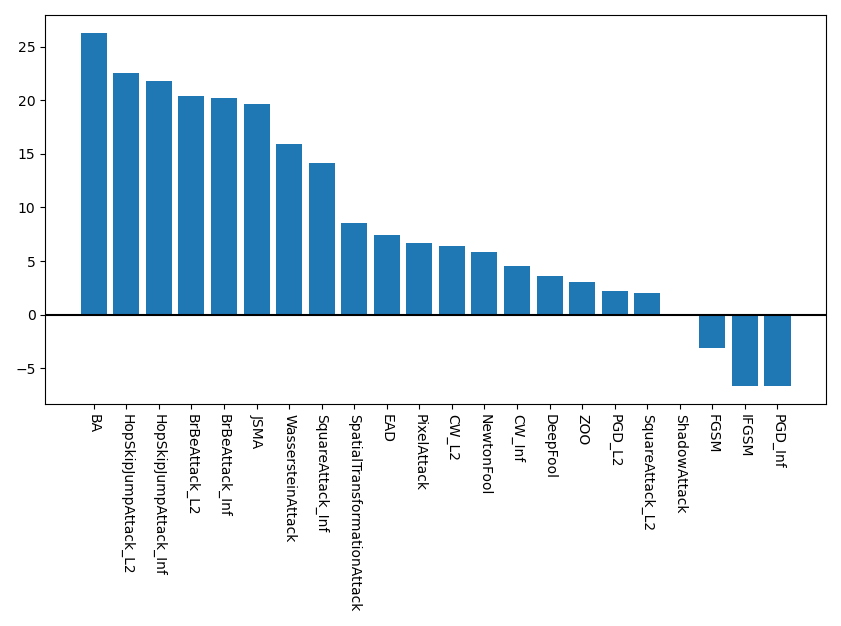 25
20
15
10
5
0
−5
BA
HopSkipJumpAttack_L2
HopSkipJumpAttack_Inf
BrBeAttack_L2
BrBeAttack_Inf
JSMA
WassersteinAttack
SquareAttack_Inf
SpatialTransformationAttack
EAD
PixelAttack
CW_L2
NewtonFool
CW_Inf
DeepFool
ZOO
PGD_L2
SquareAttack_L2
ShadowAttack
FGSM
IFGSM
PGD_Inf